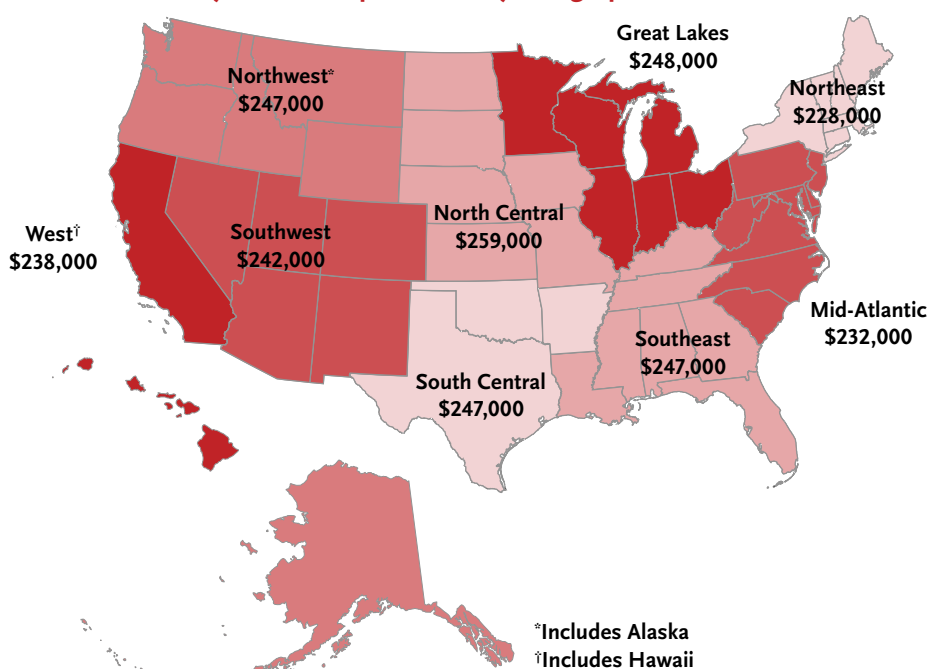 Great Lakes
$248,000
Northwest*
$247,000
Northeast
$228,000
North Central
$259,000
West†
$238,000
Southwest
$242,000
Mid-Atlantic
$232,000
Southeast
$247,000
South Central
$247,000
*Includes Alaska
†Includes Hawaii